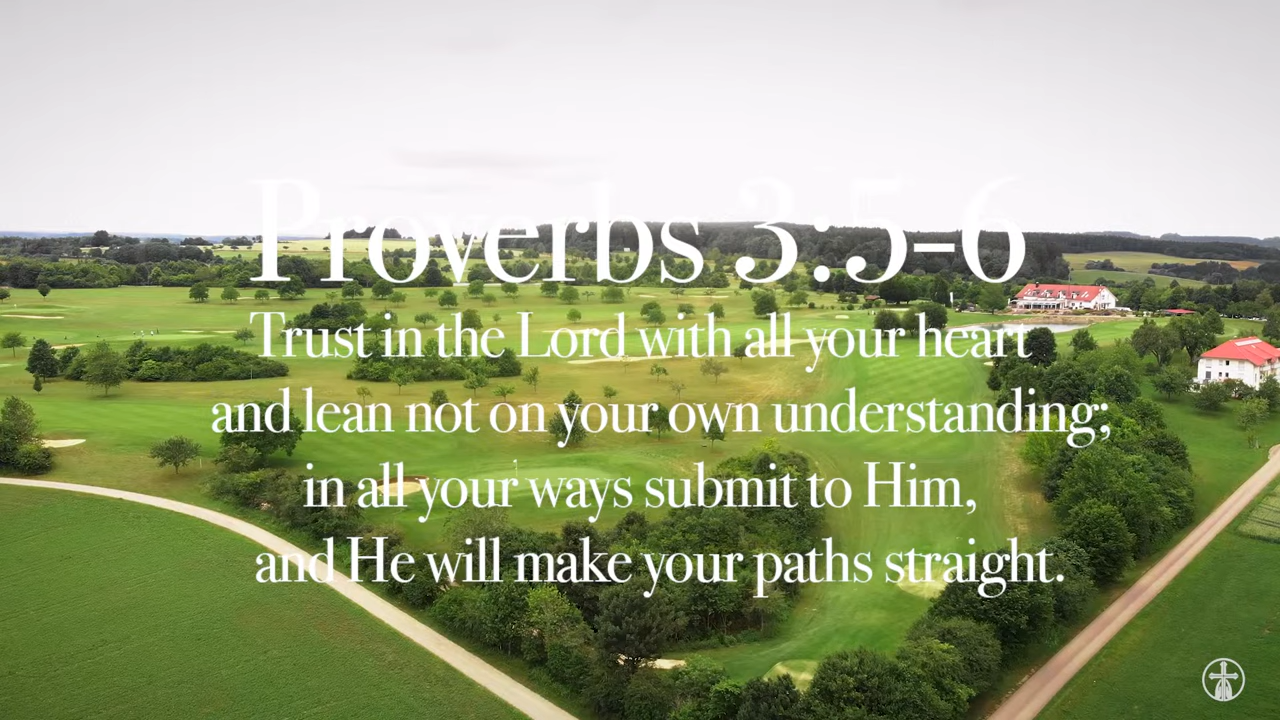 Proverbs 3:5-6
Trust in the Lord with all your heart
and lean not on your own understanding;
in all your ways submit to Him,
and He will make your paths straight.